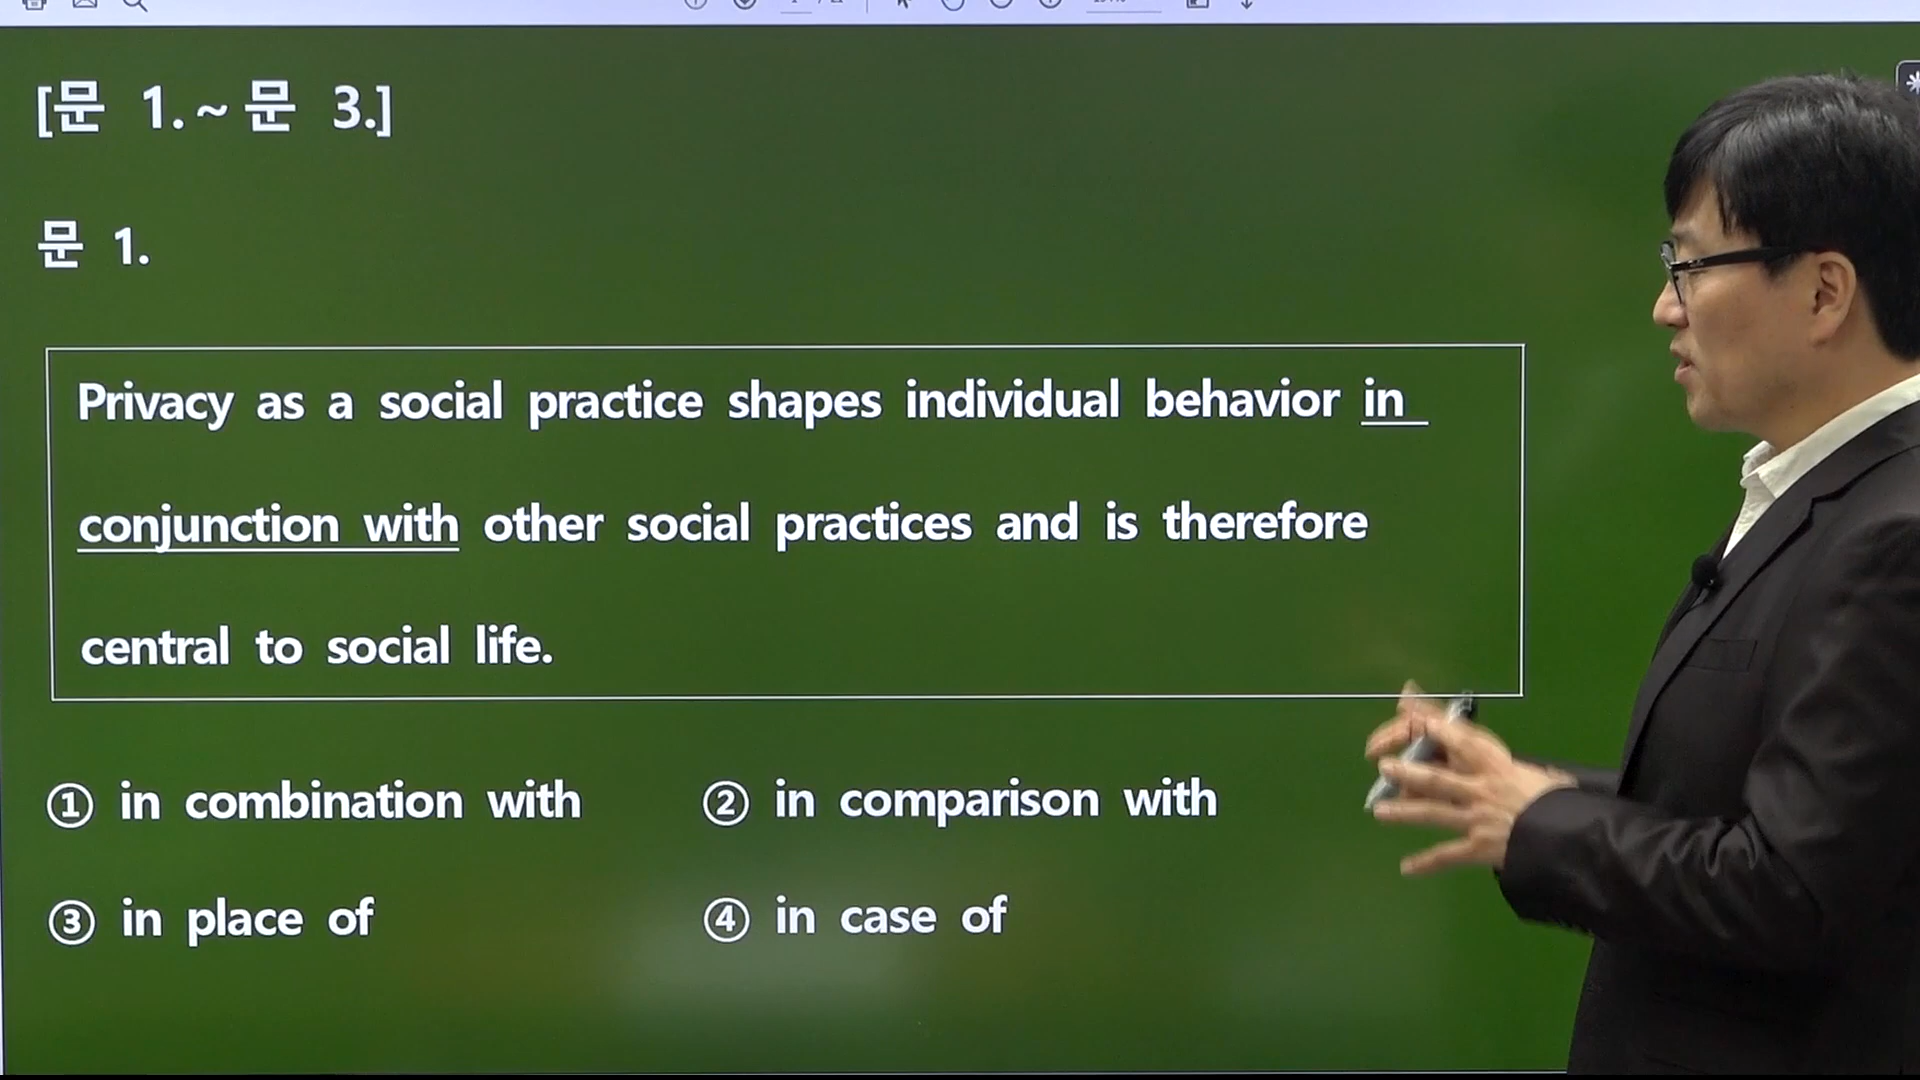 [문 1.~문 3.]
문 1.
Privacy as a social practice shapes individual behavior in
conjunction with other social practices and is therefore
central to social life.
① in combination with ② in comparison with
③ in place of ④ in case of